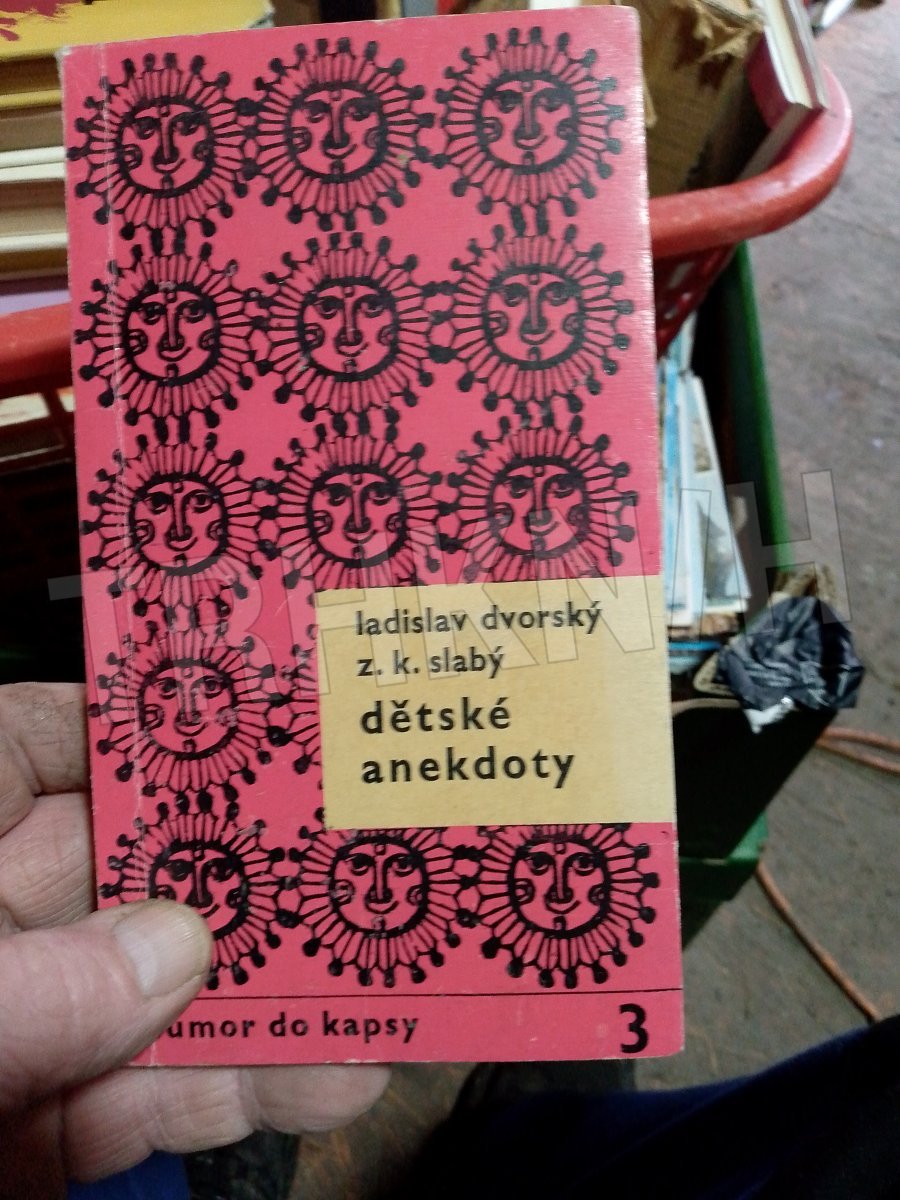 ladislav dvorský
z. k. slabý
dětské
anekdoty
umor do kapsy
3